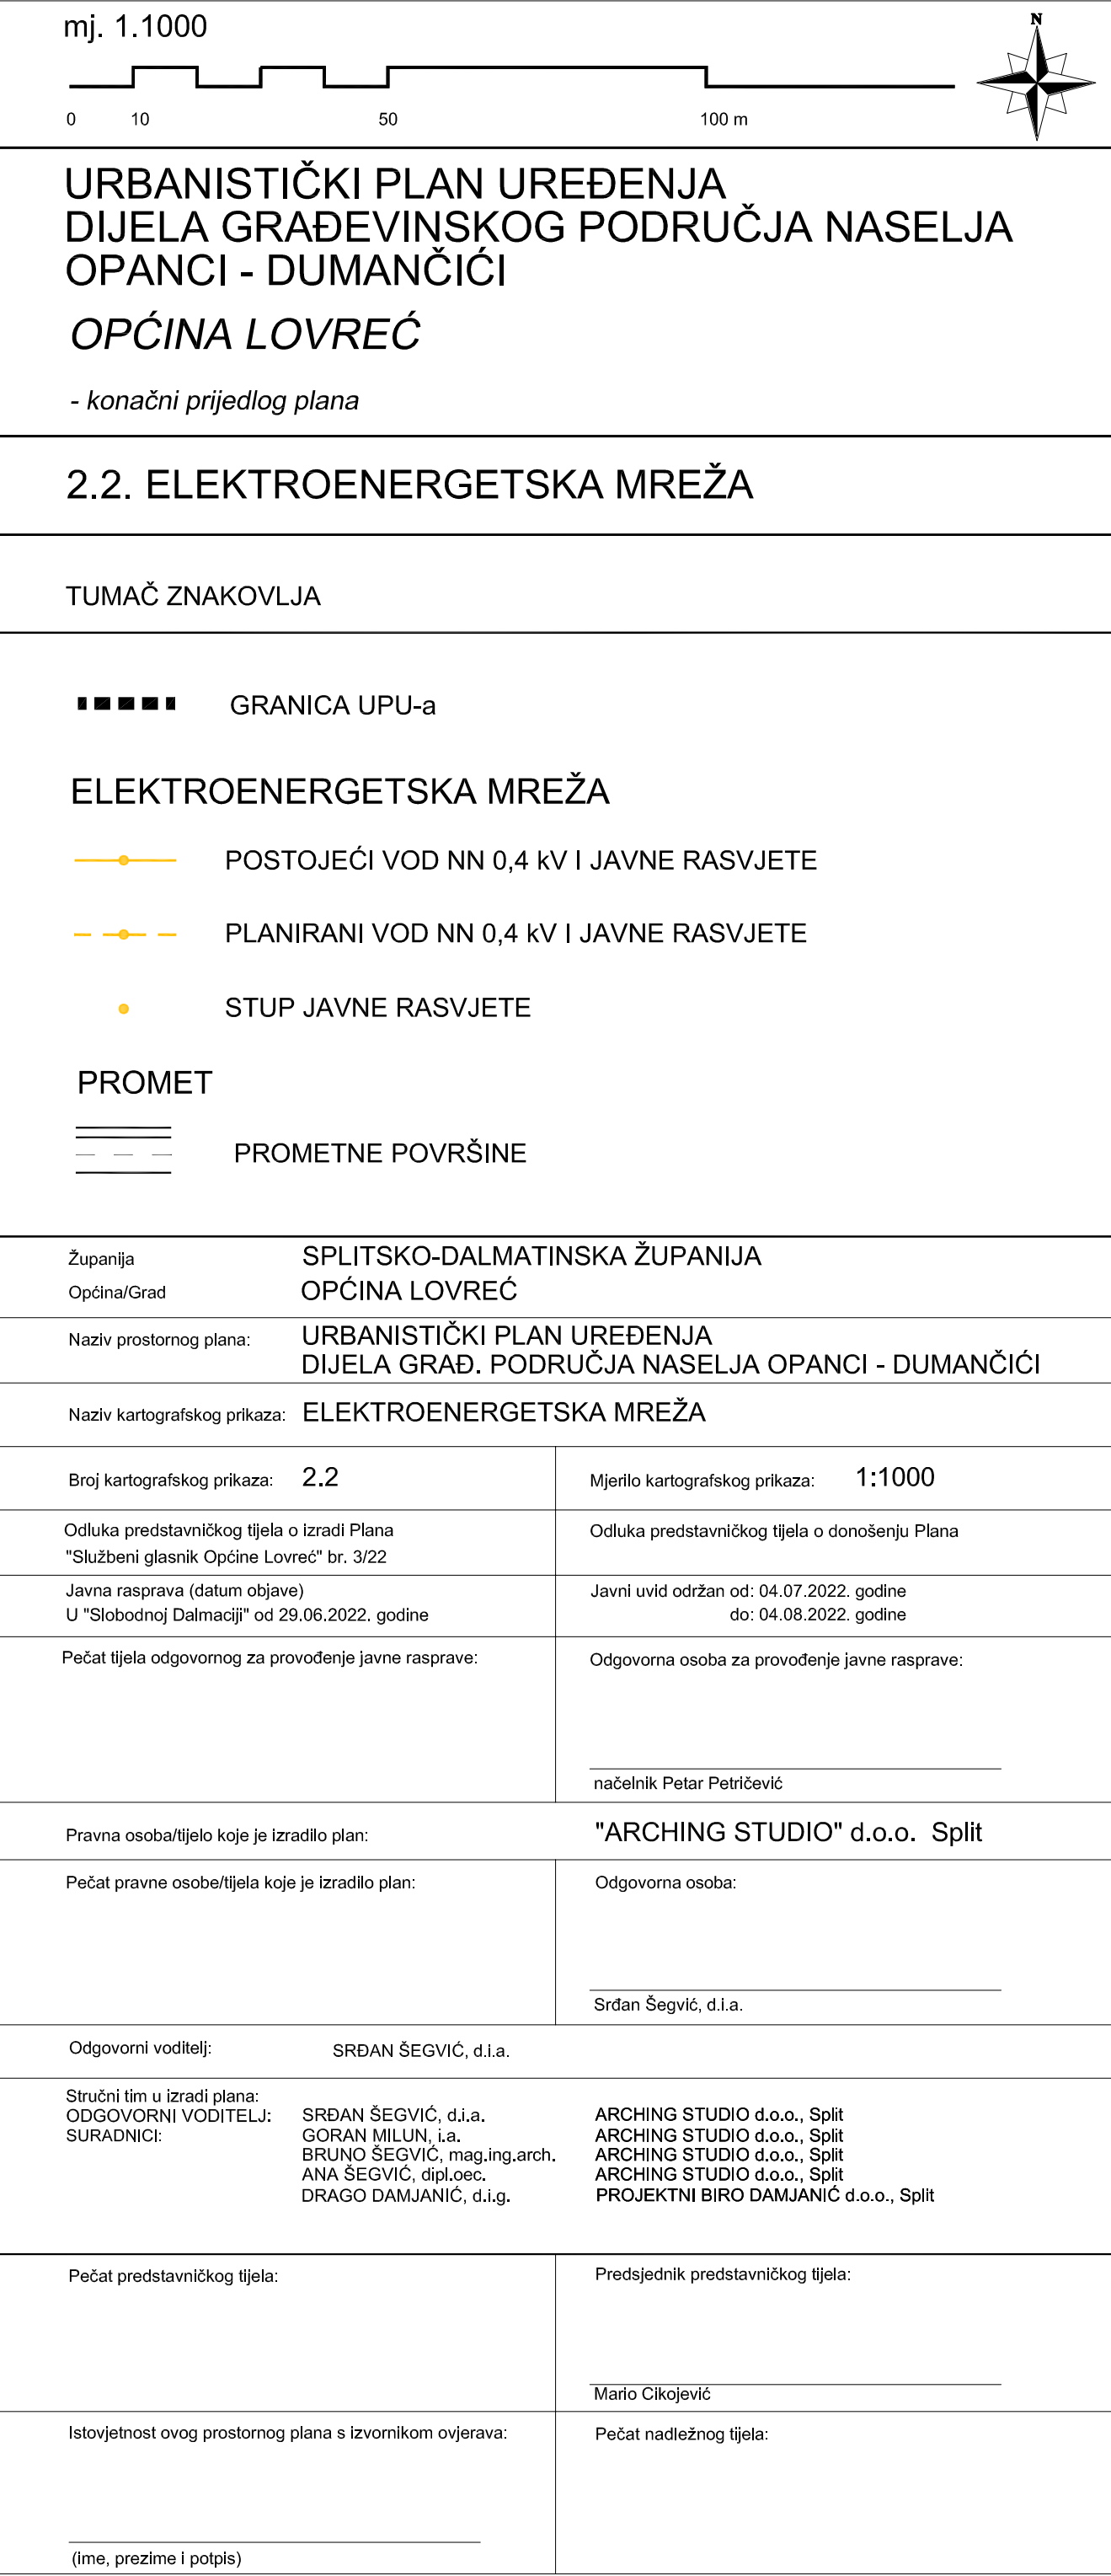 mj. 1.1000
N
0 10 50 100 m
URBANISTIČKI PLAN UREĐENJA
DIJELA GRAĐEVINSKOG PODRUČJA NASELJA
OPANCI - DUMANČIĆI
OPĆINA LOVREĆ
- konačni prijedlog plana
2.2. ELEKTROENERGETSKA MREŽA
TUMAČ ZNAKOVLJA
GRANICA UPU-a
ELEKTROENERGETSKA MREŽA
POSTOJEĆI VOD NN 0,4 kV I JAVNE RASVJETE
PLANIRANI VOD NN 0,4 kV I JAVNE RASVJETE
STUP JAVNE RASVJETE
PROMET
PROMETNE POVRŠINE
Županija SPLITSKO-DALMATINSKA ŽUPANIJA
Općina/Grad OPĆINA LOVREĆ
Naziv prostornog plana: URBANISTIČKI PLAN UREĐENJA
DIJELA GRAĐ. PODRUČJA NASELJA OPANCI - DUMANČIĆI
Naziv kartografskog prikaza: ELEKTROENERGETSKA MREŽA
Broj kartografskog prikaza: 2.2
Mjerilo kartografskog prikaza: 1:1000
Odluka predstavničkog tijela o izradi Plana
"Službeni glasnik Općine Lovreć" br. 3/22
Odluka predstavničkog tijela o donošenju Plana
Javna rasprava (datum objave)
U "Slobodnoj Dalmaciji" od 29.06.2022. godine
Javni uvid održan od: 04.07.2022. godine
do: 04.08.2022. godine
Pečat tijela odgovornog za provođenje javne rasprave:
Odgovorna osoba za provođenje javne rasprave:
načelnik Petar Petričević
Pravna osoba/tijelo koje je izradilo plan: "ARCHING STUDIO" d.o.o. Split
Pečat pravne osobe/tijela koje je izradilo plan:
Odgovorna osoba:
Srđan Šegvić, d.i.a.
Odgovorni voditelj: SRĐAN ŠEGVIĆ, d.i.a.
Stručni tim u izradi plana:
ODGOVORNI VODITELJ: SRĐAN ŠEGVIĆ, d.i.a. ARCHING STUDIO d.o.o., Split
SURADNICI: GORAN MILUN, i.a. ARCHING STUDIO d.o.o., Split
BRUNO ŠEGVIĆ, mag.ing.arch. ARCHING STUDIO d.o.o., Split
ANA ŠEGVIĆ, dipl.oec. ARCHING STUDIO d.o.o., Split
DRAGO DAMJANIĆ, d.i.g. PROJEKTNI BIRO DAMJANIĆ d.o.o., Split
Pečat predstavničkog tijela:
Predsjednik predstavničkog tijela:
Mario Cikojević
Istovjetnost ovog prostornog plana s izvornikom ovjerava:
(ime, prezime i potpis)
Pečat nadležnog tijela: